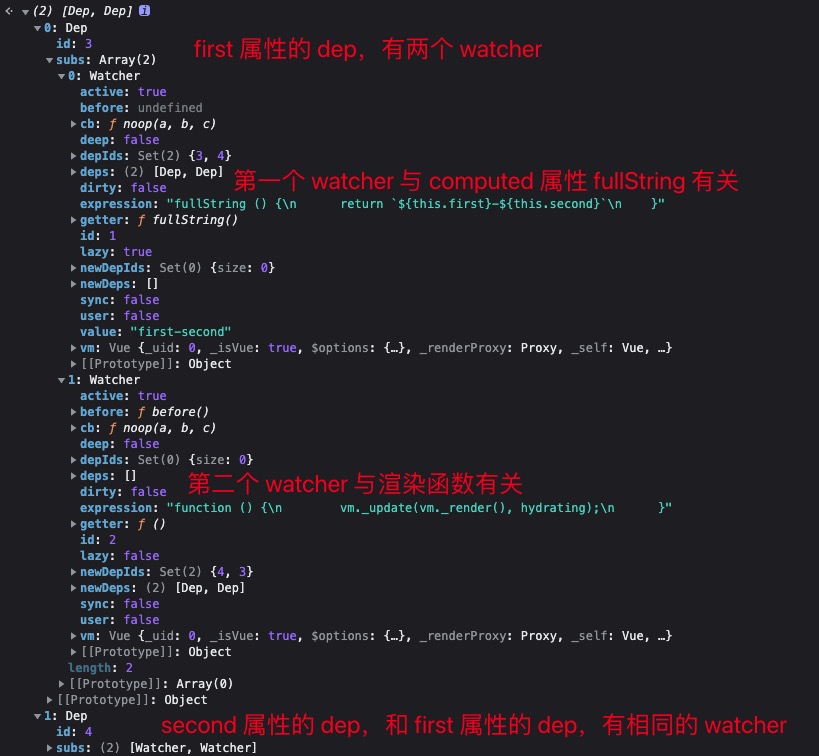 (2) [Dep, Dep] i
0: Dep
id: 3
first 属性的 dep，有两个 watcher
subs: Array(2)
0: Watcher
active: true
before: undefined
cb: ƒ noop(a, b, c)
deep: false
depIds: Set(2) {3, 4}
deps: (2) [Dep, Dep]
第一个 watcher 与 computed 属性 fullString 有关
dirty: false
expression: "fullString () {\n      return `${this.first}-${this.second}`\n    }"
getter: ƒ fullString()
id: 1
lazy: true
newDepIds: Set(0) {size: 0}
newDeps: []
sync: false
user: false
value: "first-second"
vm: Vue {_uid: 0, _isVue: true, $options: {…}, _renderProxy: Proxy, _self: Vue, …}
[[Prototype]]: Object
1: Watcher
active: true
before: ƒ before()
cb: ƒ noop(a, b, c)
deep: false
depIds: Set(0) {size: 0}
deps: []
第二个 watcher 与渲染函数有关
dirty: false
expression: "function () {\n        vm._update(vm._render(), hydrating);\n      }"
getter: ƒ ()
id: 2
lazy: false
newDepIds: Set(2) {4, 3}
newDeps: (2) [Dep, Dep]
sync: false
user: false
vm: Vue {_uid: 0, _isVue: true, $options: {…}, _renderProxy: Proxy, _self: Vue, …}
[[Prototype]]: Object
length: 2
[[Prototype]]: Array(0)
[[Prototype]]: Object
1: Dep
second 属性的 dep，和 first 属性的 dep，有相同的 watcher
id: 4
subs: (2) [Watcher, Watcher]